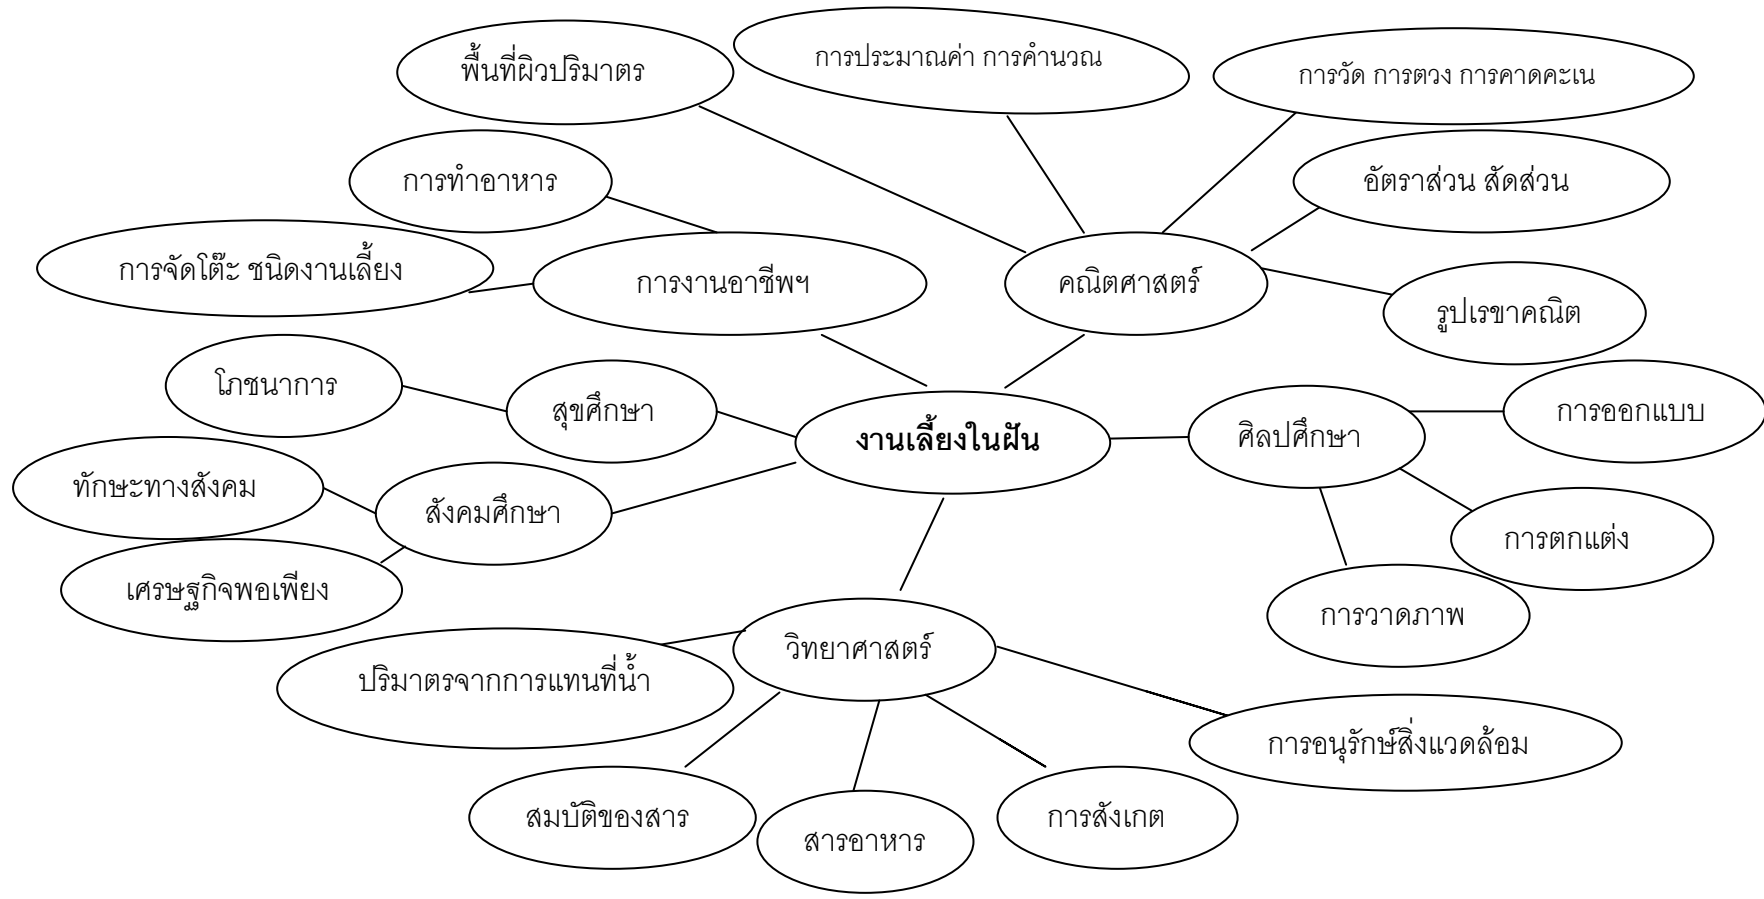 พื้นที่ผิวปริมาตร
การประมาณค่า การคำนวณ
การวัด การตวง การคาดคะเน
การทำอาหาร
อัตราส่วน สัดส่วน
การจัดโต๊ะ ชนิดงานเลี้ยง
การงานอาชีพฯ
คณิตศาสตร์
รูปเรขาคณิต
โภชนาการ
สุขศึกษา
งานเลี้ยงในฝัน
ศิลปศึกษา
การออกแบบ
ทักษะทางสังคม
สังคมศึกษา
การตกแต่ง
เศรษฐกิจพอเพียง
การวาดภาพ
วิทยาศาสตร์
ปริมาตรจากการแทนที่น้ำ
การอนุรักษ์สิ่งแวดล้อม
สมบัติของสาร
สารอาหาร
การสังเกต